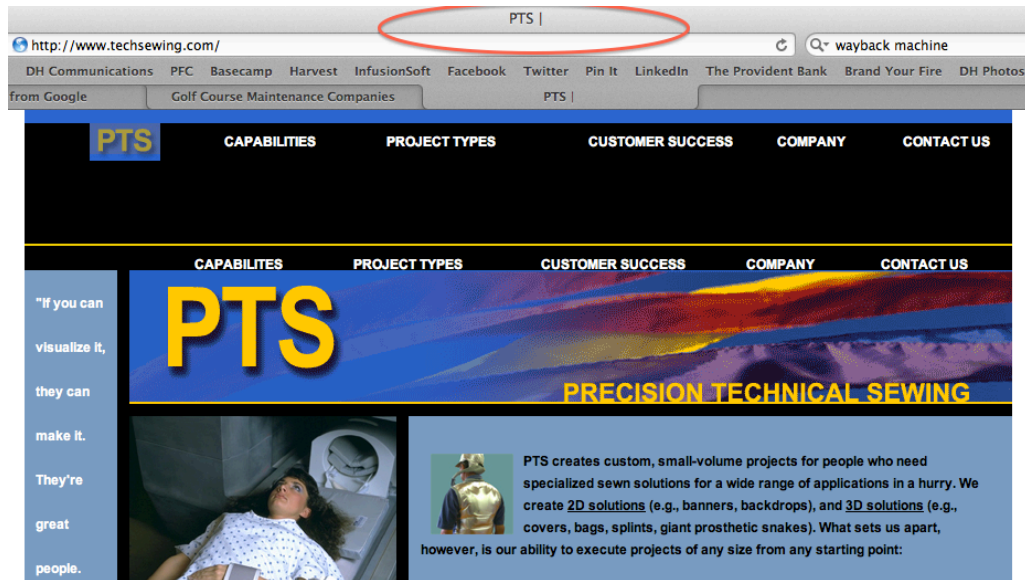 PTS |
http://www.techsewing.com/
wayback machine
DH Communications PFC Basecamp Harvest InfusionSoft Facebook Twitter Pin It LinkedIn The Provident Bank Brand Your Fire DH Photos
from Google Golf Course Maintenance Companies PTS |
PTS CAPABILITIES PROJECT TYPES CUSTOMER SUCCESS COMPANY CONTACT US
CAPABILITES PROJECT TYPES CUSTOMER SUCCESS COMPANY CONTACT US
"If you can
visualize it,
they can
make it.
They're
great
people.
PTS
PRECISION TECHNICAL SEWING
PTS creates custom, small-volume projects for people who need
specialized sewn solutions for a wide range of applications in a hurry. We
create 2D solutions (e.g., banners, backdrops), and 3D solutions (e.g.,
covers, bags, splints, giant prosthetic snakes). What sets us apart,
however, is our ability to execute projects of any size from any starting point: